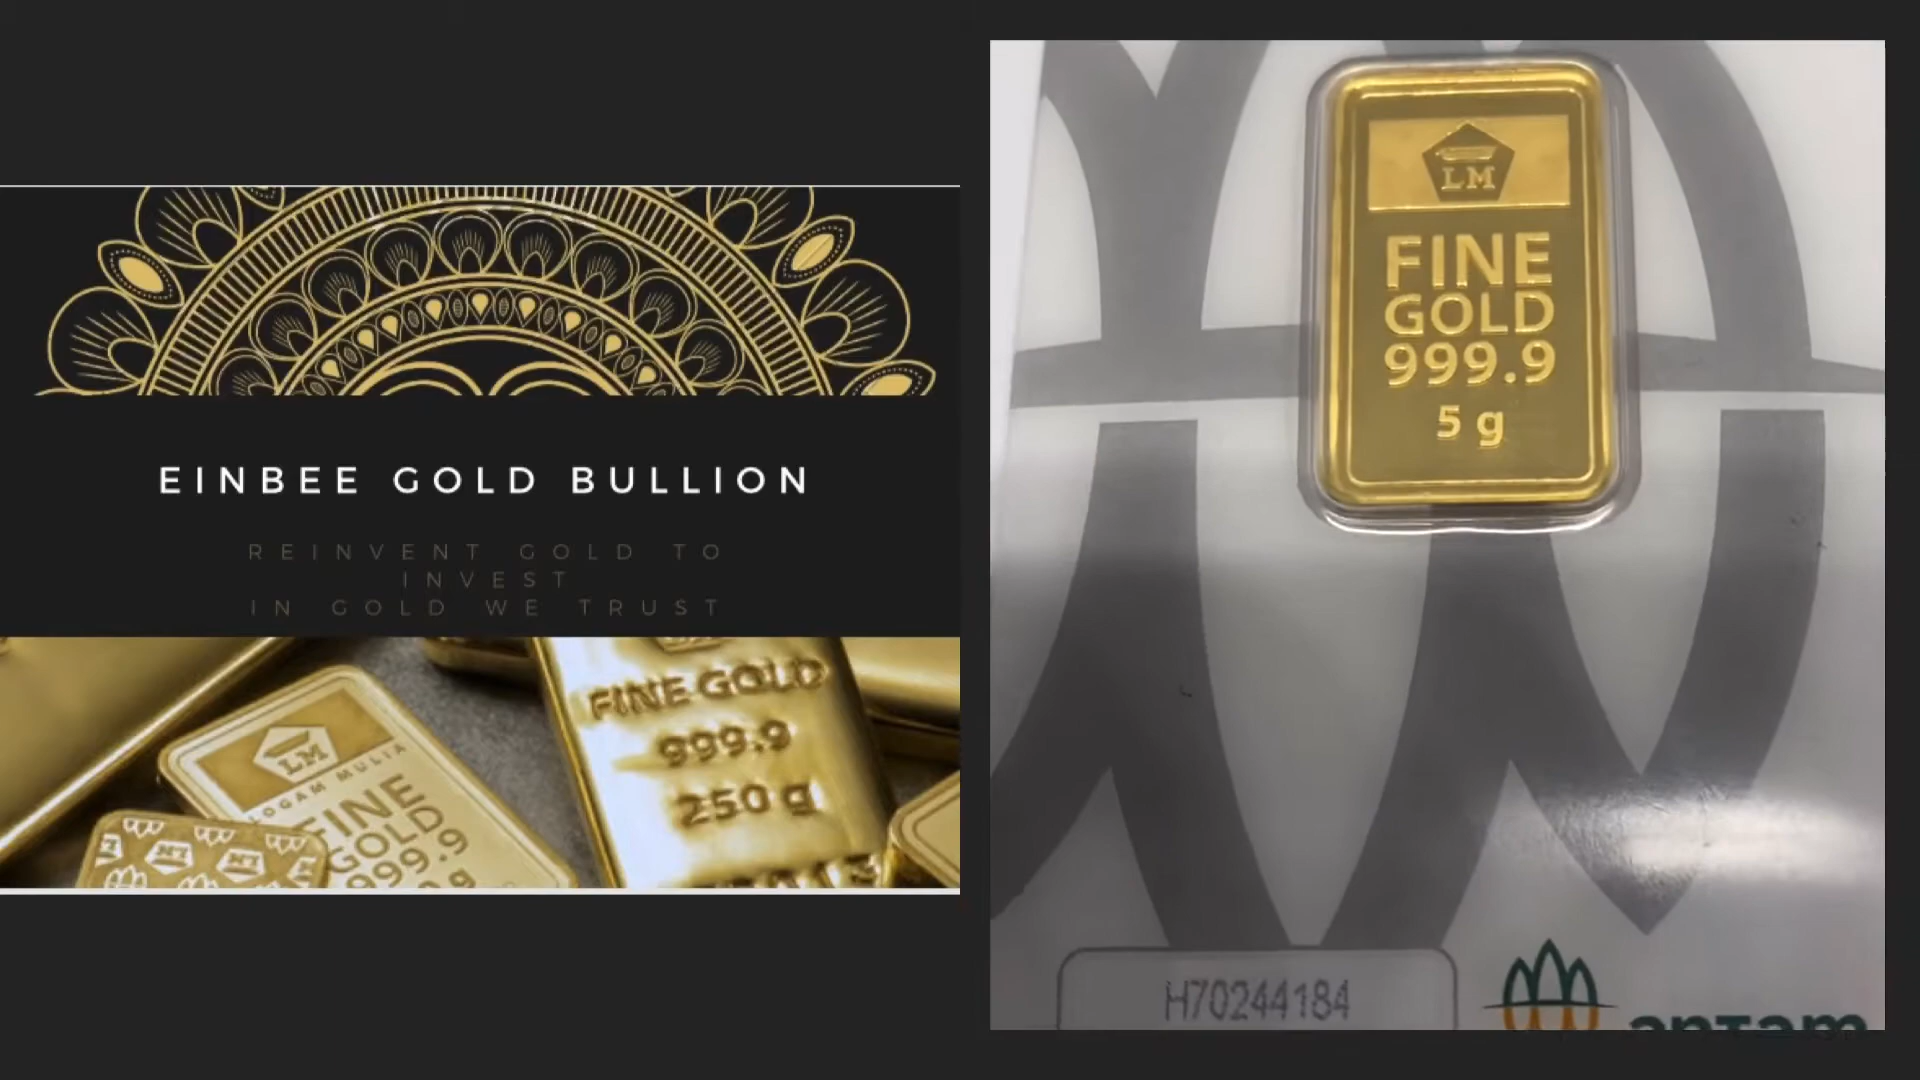 EINBEE GOLD BULLION
REINVENT GOLD TO
INVEST
IN GOLD WE TRUST
LM
LOGAM MULIA
FINE
GOLD
999.9
FINE GOLD
999.9
250 g
LM
FINE
GOLD
999.9
5 g
H70244184
antam